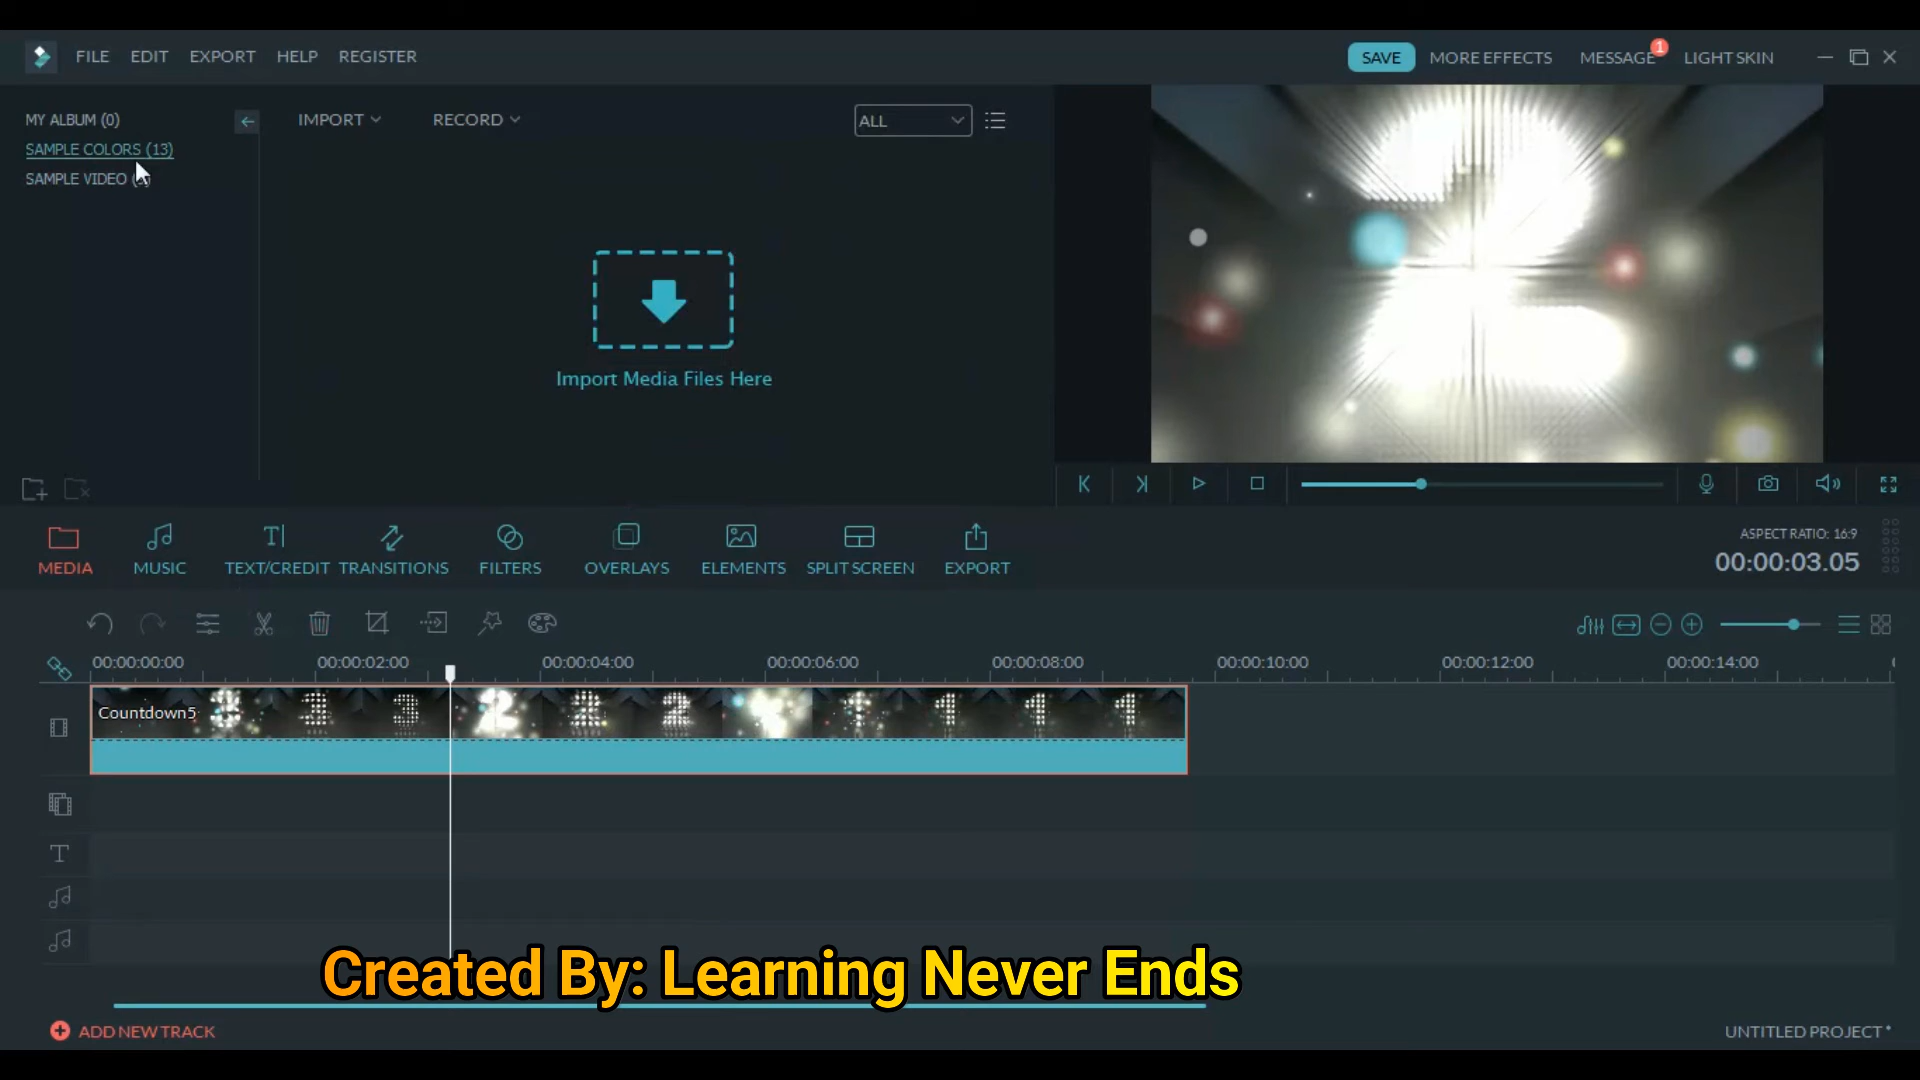 FILE EDIT EXPORT HELP REGISTER
SAVE MORE EFFECTS MESSAGE 1 LIGHT SKIN
MY ALBUM (0)
SAMPLE COLORS (13)
SAMPLE VIDEO
IMPORT RECORD ALL
Import Media Files Here
MEDIA MUSIC TEXT/CREDIT TRANSITIONS FILTERS OVERLAYS ELEMENTS SPLIT SCREEN EXPORT
ASPECT RATIO: 16:9
00:00:03.05
00:00:00:00 00:00:02:00 00:00:04:00 00:00:06:00 00:00:08:00 00:00:10:00 00:00:12:00 00:00:14:00
Countdown5
Created By: Learning Never Ends
ADD NEW TRACK
UNTITLED PROJECT *